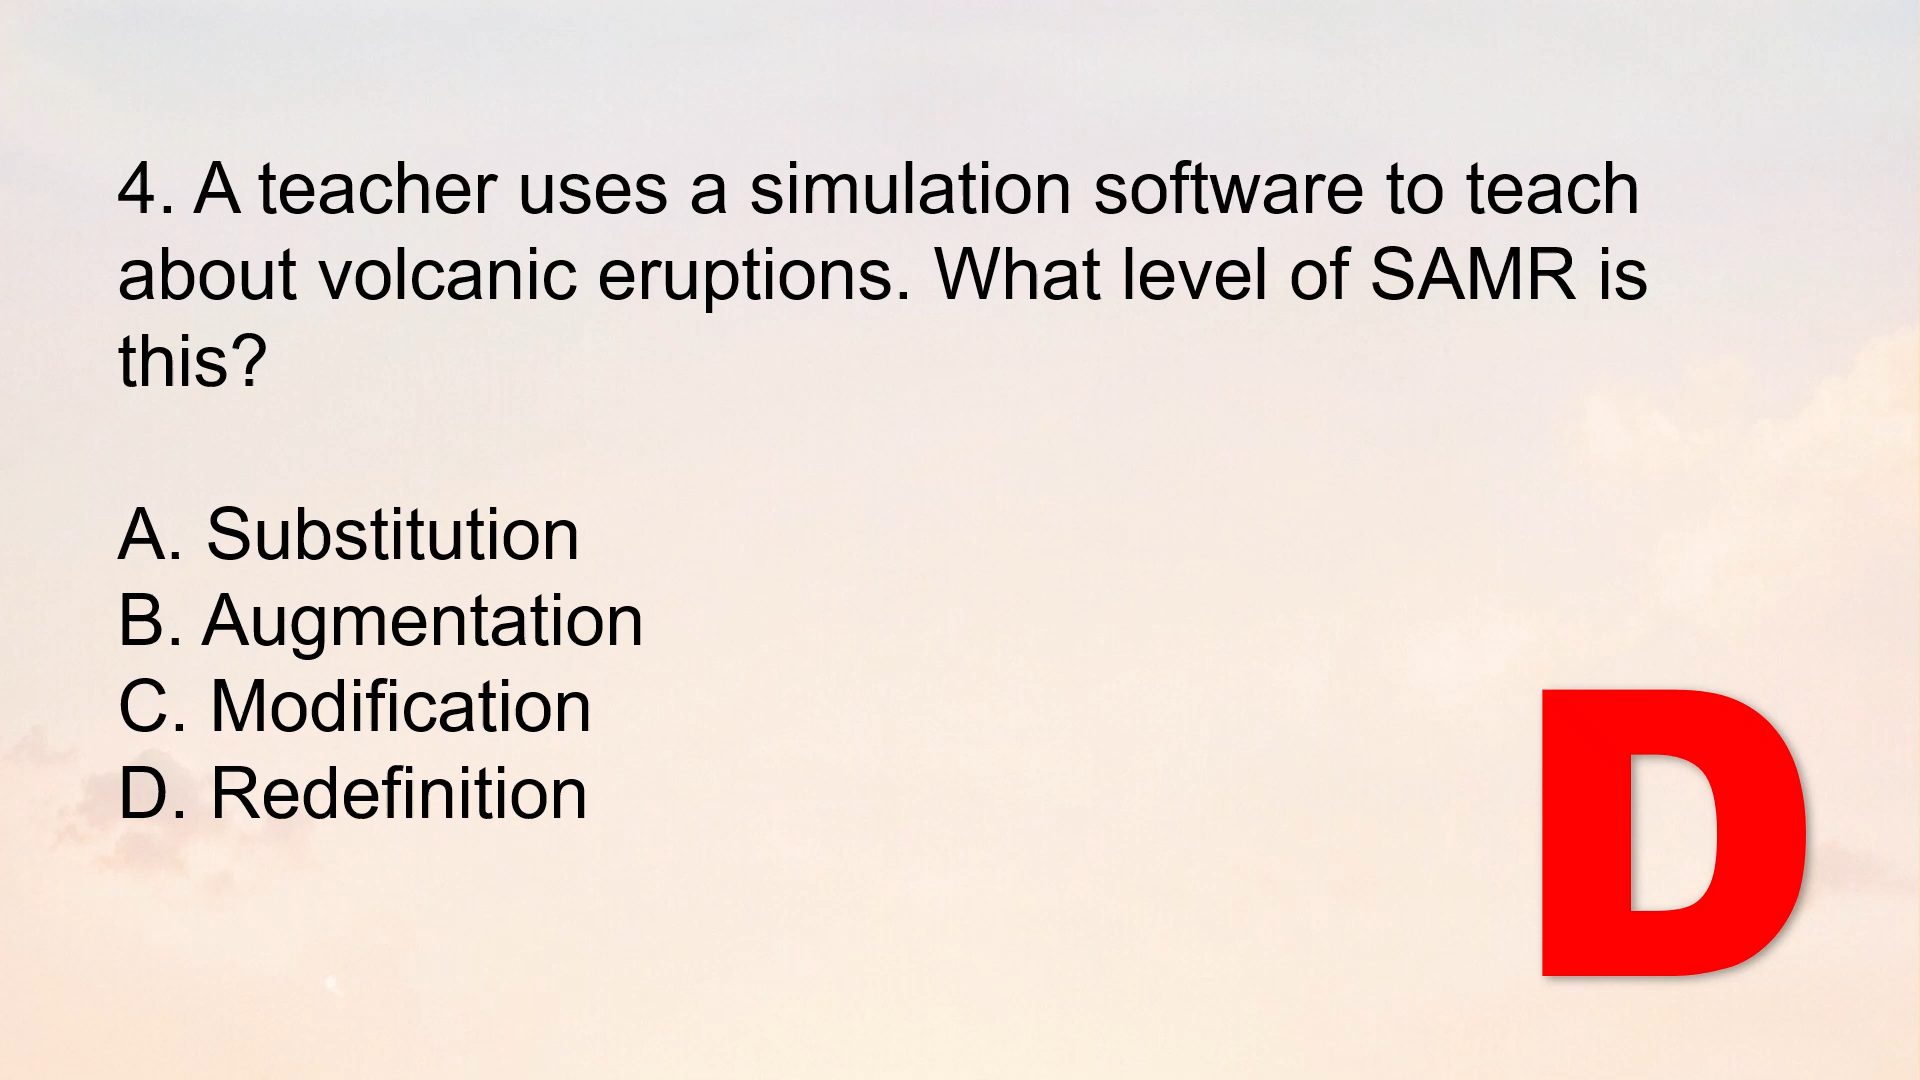 4. A teacher uses a simulation software to teach
about volcanic eruptions. What level of SAMR is
this?
A. Substitution
B. Augmentation
C. Modification
D. Redefinition
D